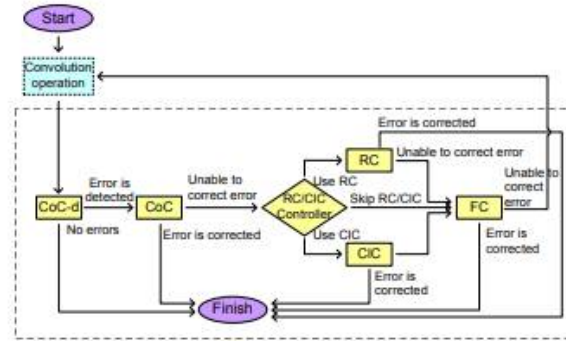 Start
Convolution
operation
Error is corrected
RC
Unable to correct error
Unable to
correct
error
Error is
detected
Unable to
correct error
Use RC
CoC-d
CoC
RC/CIC
Controller
Skip RC/CIC
FC
No errors
Error is corrected
Use CIC
CIC
Error is
corrected
Error is
corrected
Finish